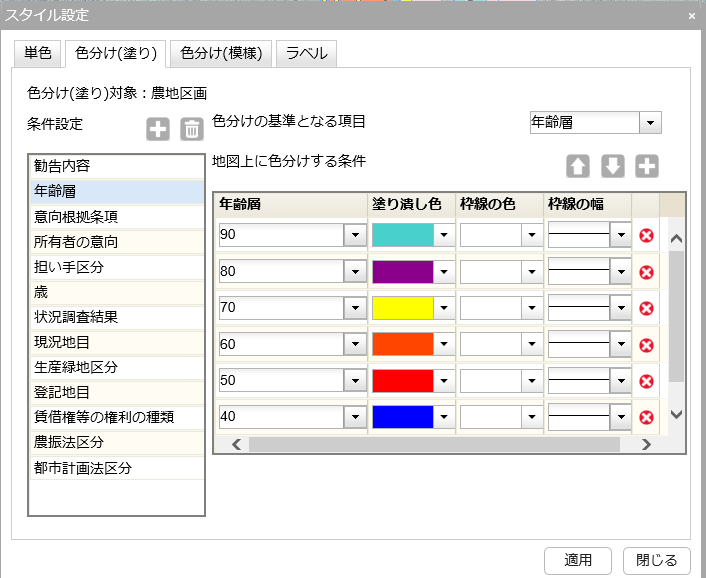 スタイル設定
×
単色
色分け(塗り)
色分け(模様)
ラベル
色分け(塗り)対象：農地区画
条件設定
色分けの基準となる項目
年齢層
地図上に色分けする条件
勧告内容
年齢層
意向根拠条項
所有者の意向
担い手区分
歳
状況調査結果
現況地目
生産緑地区分
登記地目
賃借権等の権利の種類
農振法区分
都市計画法区分
年齢層 塗り潰し色 枠線の色 枠線の幅
90
80
70
60
50
40
適用
閉じる